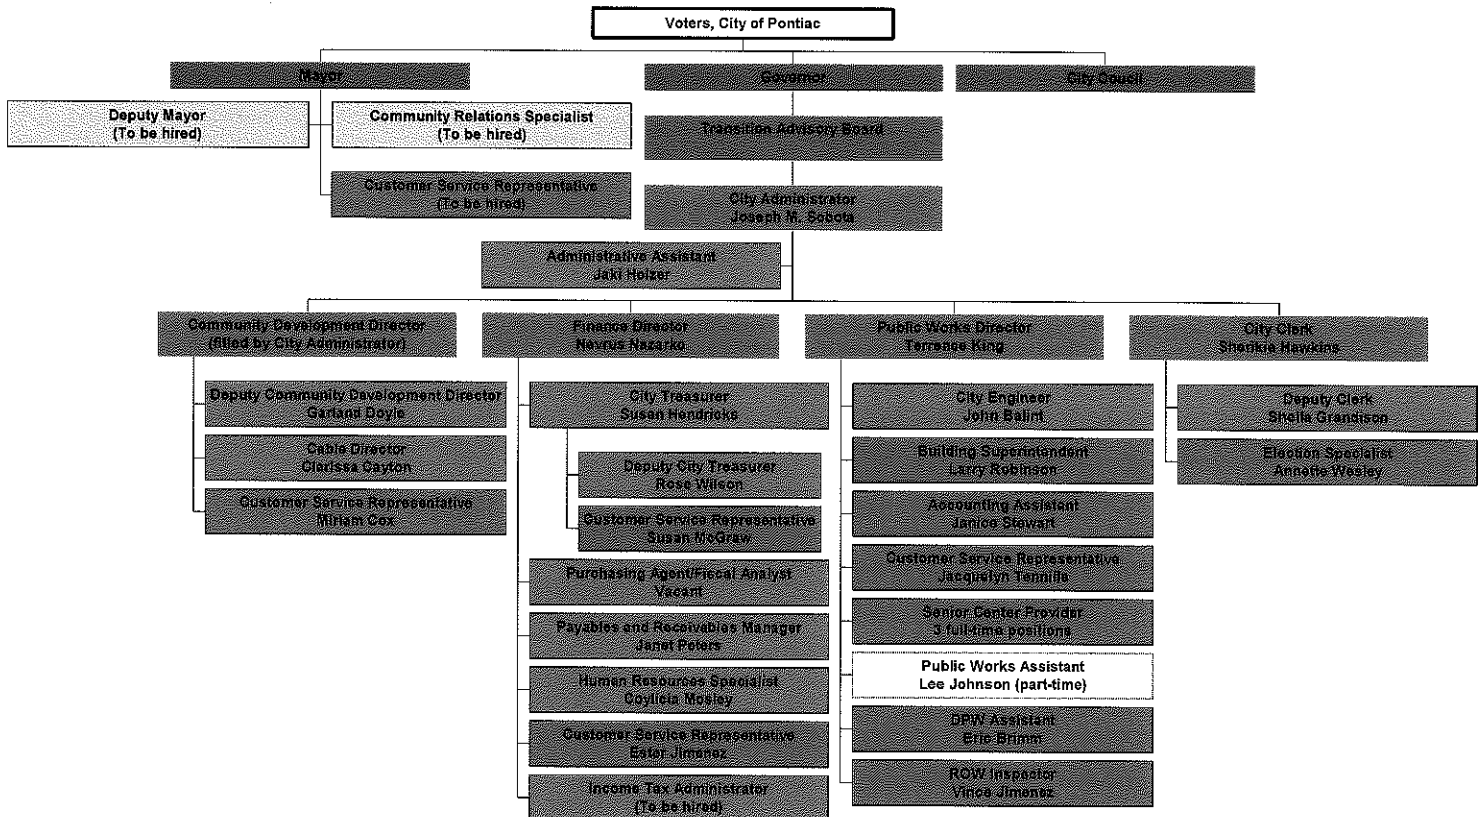 Voters, City of Pontiac
Mayor
Governor
City Coucil
Deputy Mayor
(To be hired)
Community Relations Specialist
(To be hired)
Transition Advisory Board
Customer Service Representative
(To be hired)
City Administrator
Joseph M. Sobota
Administrative Assistant
Jaki Holzer
Community Development Director
(filled by City Administrator)
Finance Director
Nevrus Nazarko
Public Works Director
Terrence King
City Clerk
Sherikia Hawkins
Deputy Community Development Director
Garland Doyle
Cable Director
Clarissa Cayton
Customer Service Representative
Miriam Cox
City Treasurer
Susan Hendricks
Deputy City Treasurer
Rose Wilson
Customer Service Representative
Susan McGraw
Purchasing Agent/Fiscal Analyst
Vacant
Payables and Receivables Manager
Janet Peters
Human Resources Specialist
Coylicia Mosley
Customer Service Representative
Ester Jimenez
Income Tax Administrator
(To be hired)
City Engineer
John Balint
Building Superintendent
Larry Robinson
Accounting Assistant
Janice Stewart
Customer Service Representative
Jacquelyn Tennille
Senior Center Provider
3 full-time positions
Public Works Assistant
Lee Johnson (part-time)
DPW Assistant
Eric Brimm
ROW Inspector
Vince Jimenez
Deputy Clerk
Sheila Grandison
Election Specialist
Annette Wesley